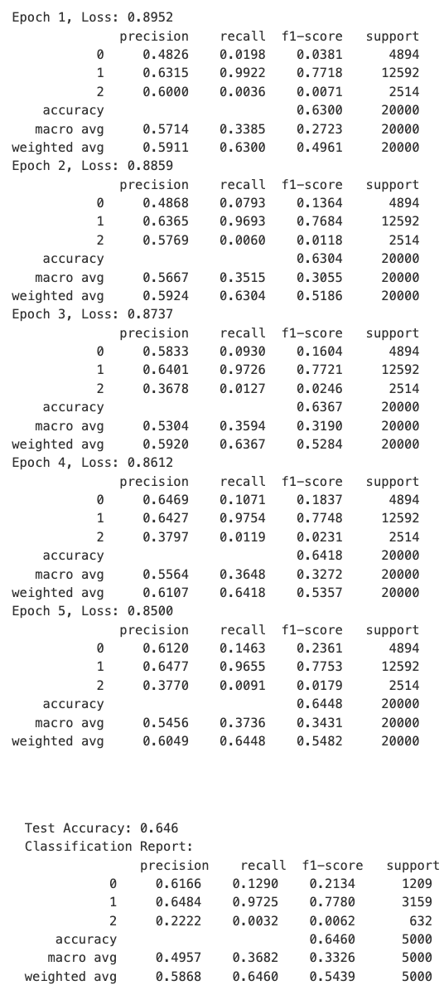 Epoch 1, Loss: 0.8952
precision recall f1-score support
0 0.4826 0.0198 0.0381 4894
1 0.6315 0.9922 0.7718 12592
2 0.6000 0.0036 0.0071 2514
accuracy 0.6300 20000
macro avg 0.5714 0.3385 0.2723 20000
weighted avg 0.5911 0.6300 0.4961 20000
Epoch 2, Loss: 0.8859
precision recall f1-score support
0 0.4868 0.0793 0.1364 4894
1 0.6365 0.9693 0.7684 12592
2 0.5769 0.0060 0.0118 2514
accuracy 0.6304 20000
macro avg 0.5667 0.3515 0.3055 20000
weighted avg 0.5924 0.6304 0.5186 20000
Epoch 3, Loss: 0.8737
precision recall f1-score support
0 0.5833 0.0930 0.1604 4894
1 0.6401 0.9726 0.7721 12592
2 0.3678 0.0127 0.0246 2514
accuracy 0.6367 20000
macro avg 0.5304 0.3594 0.3190 20000
weighted avg 0.5920 0.6367 0.5284 20000
Epoch 4, Loss: 0.8612
precision recall f1-score support
0 0.6469 0.1071 0.1837 4894
1 0.6427 0.9754 0.7748 12592
2 0.3797 0.0119 0.0231 2514
accuracy 0.6418 20000
macro avg 0.5564 0.3648 0.3272 20000
weighted avg 0.6107 0.6418 0.5357 20000
Epoch 5, Loss: 0.8500
precision recall f1-score support
0 0.6120 0.1463 0.2361 4894
1 0.6477 0.9655 0.7753 12592
2 0.3770 0.0091 0.0179 2514
accuracy 0.6448 20000
macro avg 0.5456 0.3736 0.3431 20000
weighted avg 0.6049 0.6448 0.5482 20000
Test Accuracy: 0.646
Classification Report:
precision recall f1-score support
0 0.6166 0.1290 0.2134 1209
1 0.6484 0.9725 0.7780 3159
2 0.2222 0.0032 0.0062 632
accuracy 0.6460 5000
macro avg 0.4957 0.3682 0.3326 5000
weighted avg 0.5868 0.6460 0.5439 5000